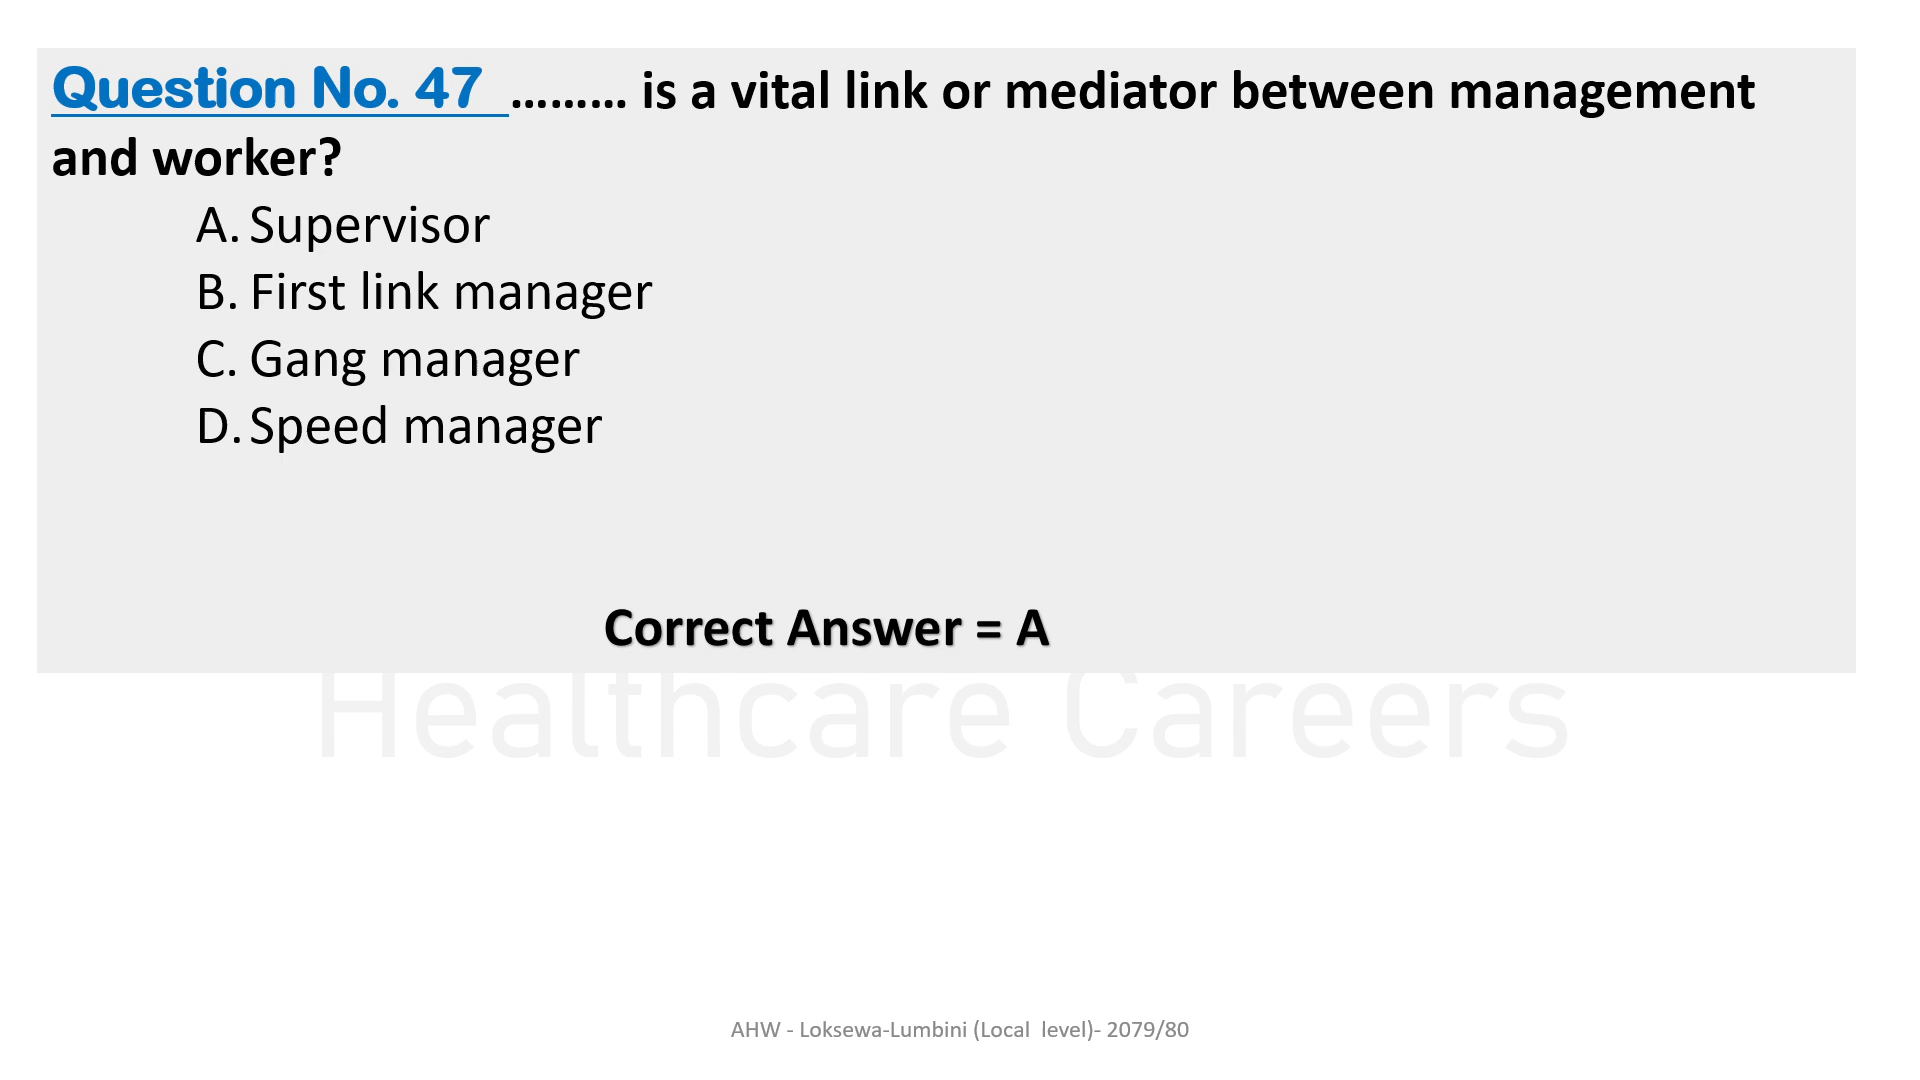 Question No. 47 ......... is a vital link or mediator between management
and worker?
A. Supervisor
B. First link manager
C. Gang manager
D. Speed manager
Correct Answer = A
Healthcare Careers
AHW - Loksewa-Lumbini (Local level)- 2079/80